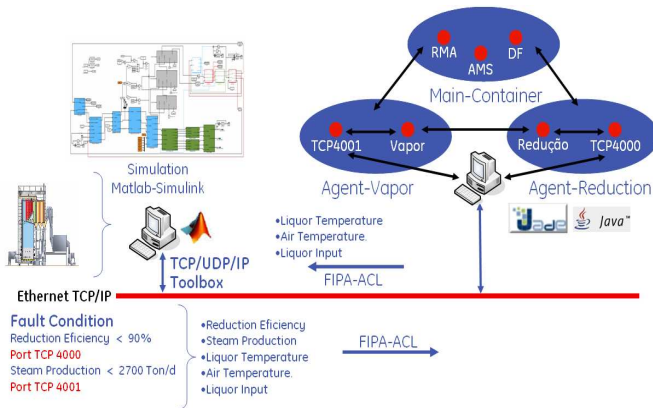 RMA
DF
AMS
Main-Container
TCP4001
Vapor
Redução
TCP4000
Agent-Vapor
Agent-Reduction
Jade
Java™
Simulation
Matlab-Simulink
•Liquor Temperature
•Air Temperature.
•Liquor Input
TCP/UDP/IP
Toolbox
FIPA-ACL
Ethernet TCP/IP
Fault Condition
Reduction Eficiency < 90%
Port TCP 4000
Steam Production < 2700 Ton/d
Port TCP 4001
•Reduction Eficiency
•Steam Production
•Liquor Temperature
•Air Temperature.
•Liquor Input
FIPA-ACL